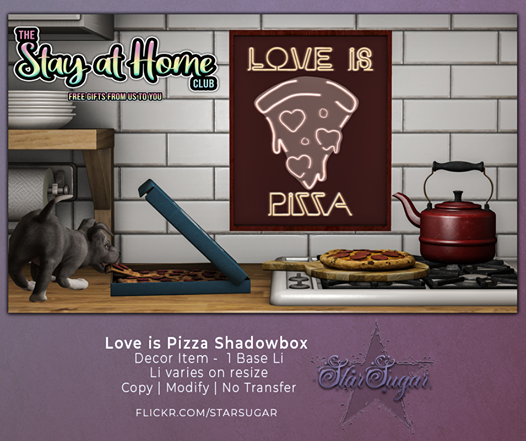 THE
Stay at Home
CLUB
FREE GIFTS FROM US TO YOU
LOVE IS
PIZZA
Love is Pizza Shadowbox
Decor Item - 1 Base Li
Li varies on resize
Copy | Modify | No Transfer
FLICKR.COM/STARSUGAR
StarSugar